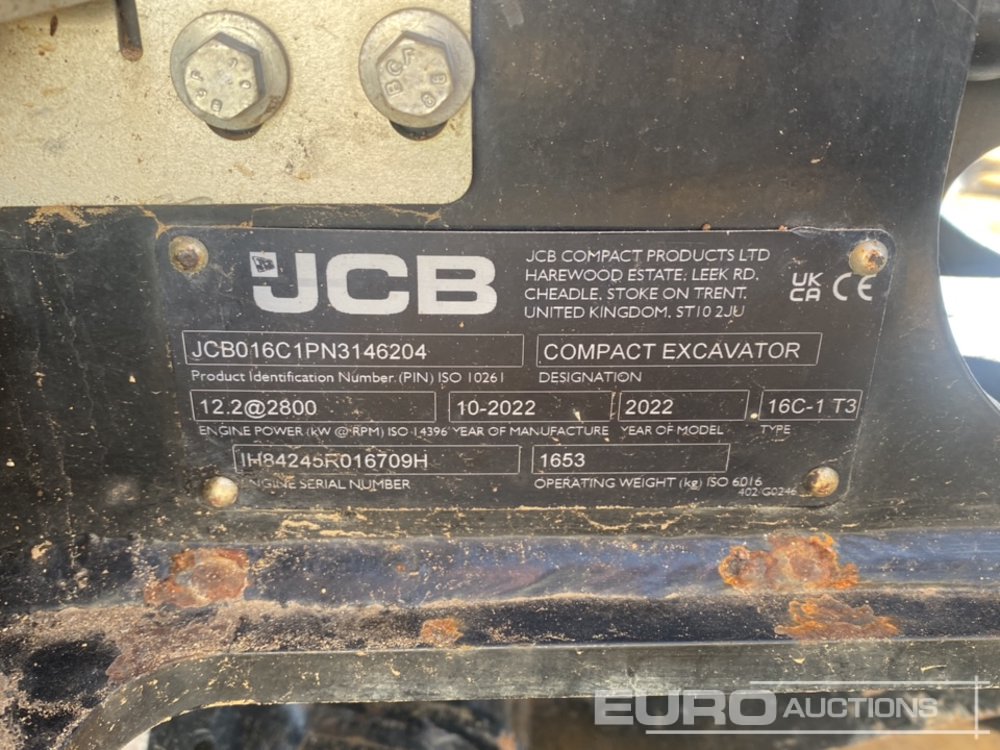 JCB
JCB COMPACT PRODUCTS LTD
HAREWOOD ESTATE, LEEK RD.
CHEADLE, STOKE ON TRENT.
UNITED KINGDOM. ST10 2JU
UK
CA CE
JCB016C1PN3146204
COMPACT EXCAVATOR
Product Identification Number. (PIN) ISO 10261
DESIGNATION
12.2@2800
10-2022
2022
16C-1 T3
ENGINE POWER (kW @ RPM) ISO 14396 YEAR OF MANUFACTURE YEAR OF MODEL TYPE
IH84245R016709H
1653
ENGINE SERIAL NUMBER
OPERATING WEIGHT (kg) ISO 6016
402/G0246
EURO AUCTIONS